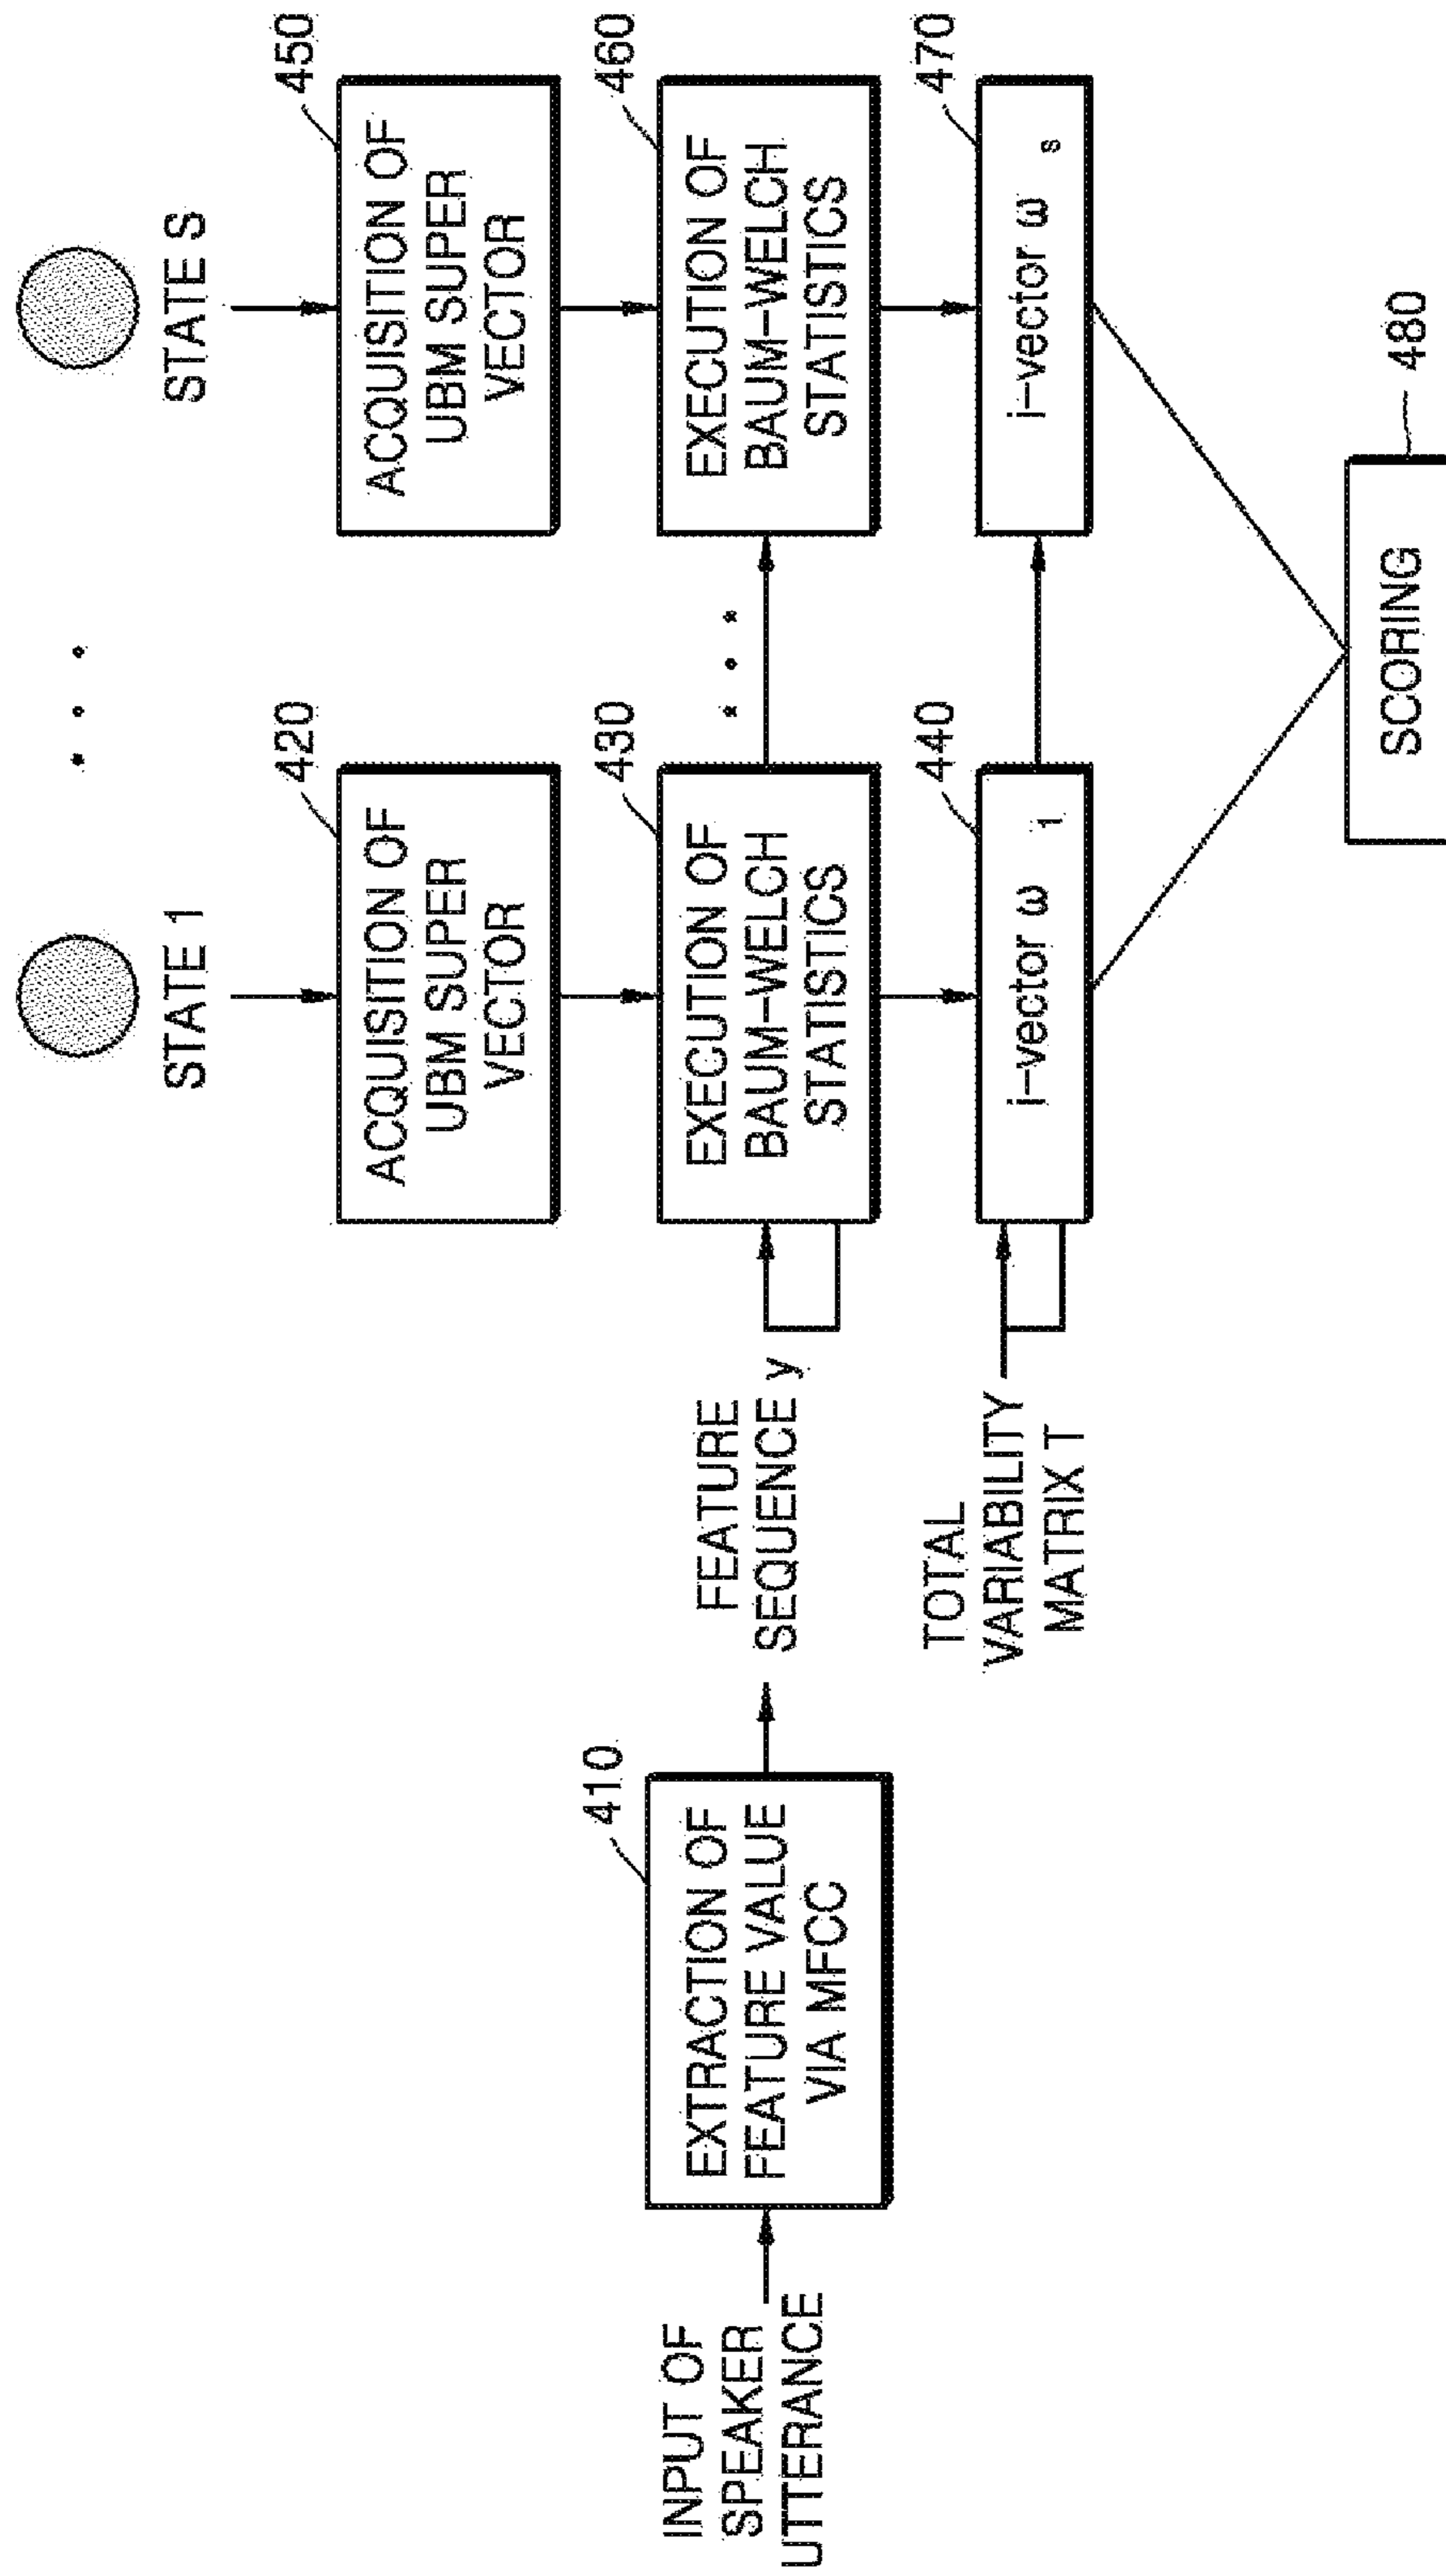 INPUT OF
SPEAKER
UTTERANCE
410
EXTRACTION OF
FEATURE VALUE
VIA MFCC
FEATURE
SEQUENCE y
TOTAL
VARIABILITY
MATRIX T
STATE 1
420
ACQUISITION OF
UBM SUPER
VECTOR
430
EXECUTION OF
BAUM-WELCH
STATISTICS
440
i-vector ω 1
STATE S
450
ACQUISITION OF
UBM SUPER
VECTOR
460
EXECUTION OF
BAUM-WELCH
STATISTICS
470
i-vector ω s
SCORING
480